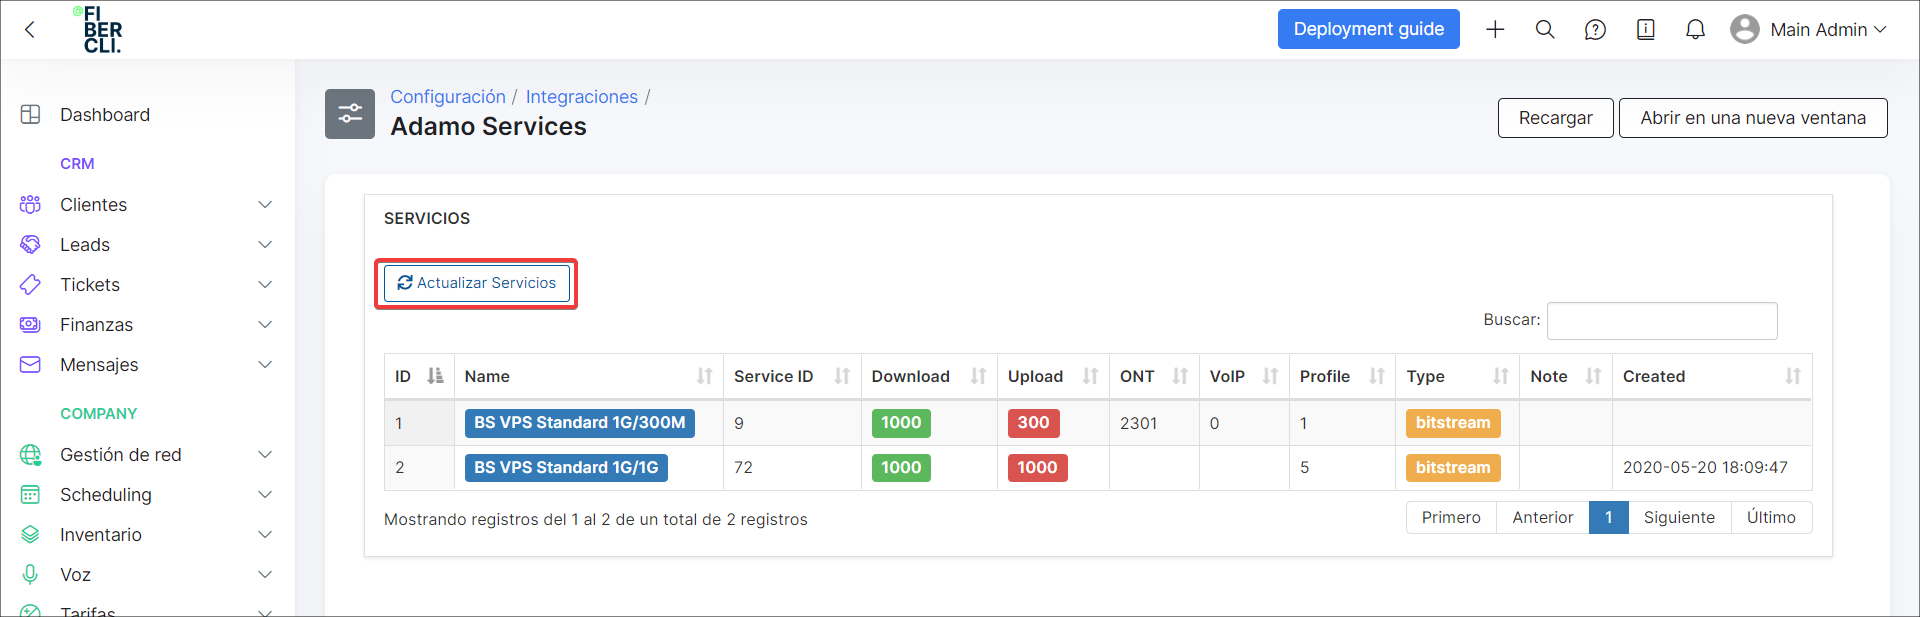 @FI
BER
CLI.
Deployment guide
Main Admin
Dashboard
CRM
Clientes
Leads
Tickets
Finanzas
Mensajes
COMPANY
Gestión de red
Scheduling
Inventario
Voz
Tarifas
Configuración / Integraciones /
Adamo Services
Recargar
Abrir en una nueva ventana
SERVICIOS
Actualizar Servicios
Buscar:
ID Name Service ID Download Upload ONT VoIP Profile Type Note Created
1 BS VPS Standard 1G/300M 9 1000 300 2301 0 1 bitstream
2 BS VPS Standard 1G/1G 72 1000 1000 5 bitstream 2020-05-20 18:09:47
Mostrando registros del 1 al 2 de un total de 2 registros
Primero Anterior 1 Siguiente Último